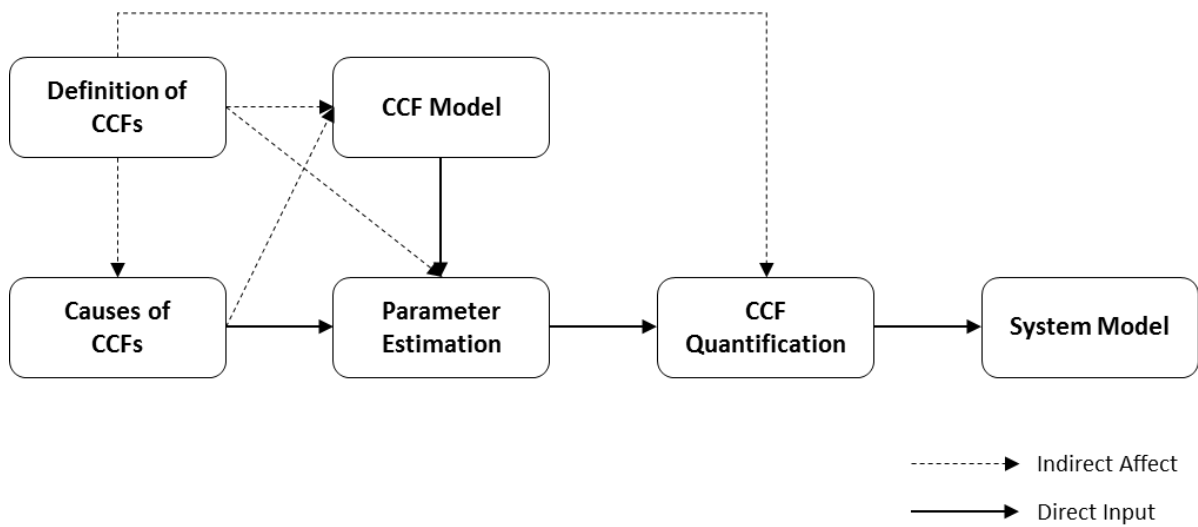 Definition of
CCFs
CCF Model
Causes of
CCFs
Parameter
Estimation
CCF
Quantification
System Model
Indirect Affect
Direct Input